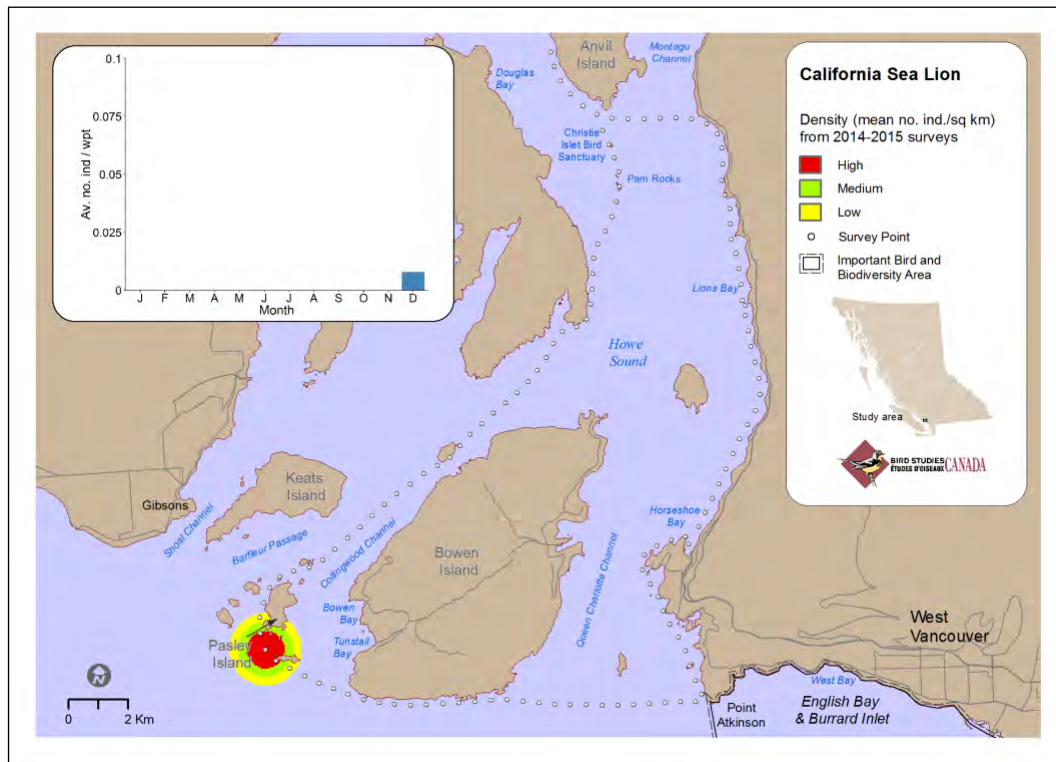 0.1
0.075
0.05
0.025
0
Av. no. ind / wpt
J F M A M J J A S O N D
Month
Anvil
Island
Montagu
Channel
Douglas
Bay
Christie
Islet Bird
Sanctuary
Pam Rocks
Lions Bay
Howe
Sound
Keats
Island
Gibsons
Shoal Channel
Barfleur Passage
Collingwood Channel
Horseshoe
Bay
Bowen
Island
Queen Charlotte Channel
Bowen
Bay
Tunstall
Bay
Pasley
Island
West
Vancouver
West Bay
Point
Atkinson
English Bay
& Burrard Inlet
N
0 2 Km
California Sea Lion
Density (mean no. ind./sq km)
from 2014-2015 surveys
High
Medium
Low
Survey Point
Important Bird and
Biodiversity Area
Study area
BIRD STUDIES
ÉTUDES D'OISEAUX CANADA